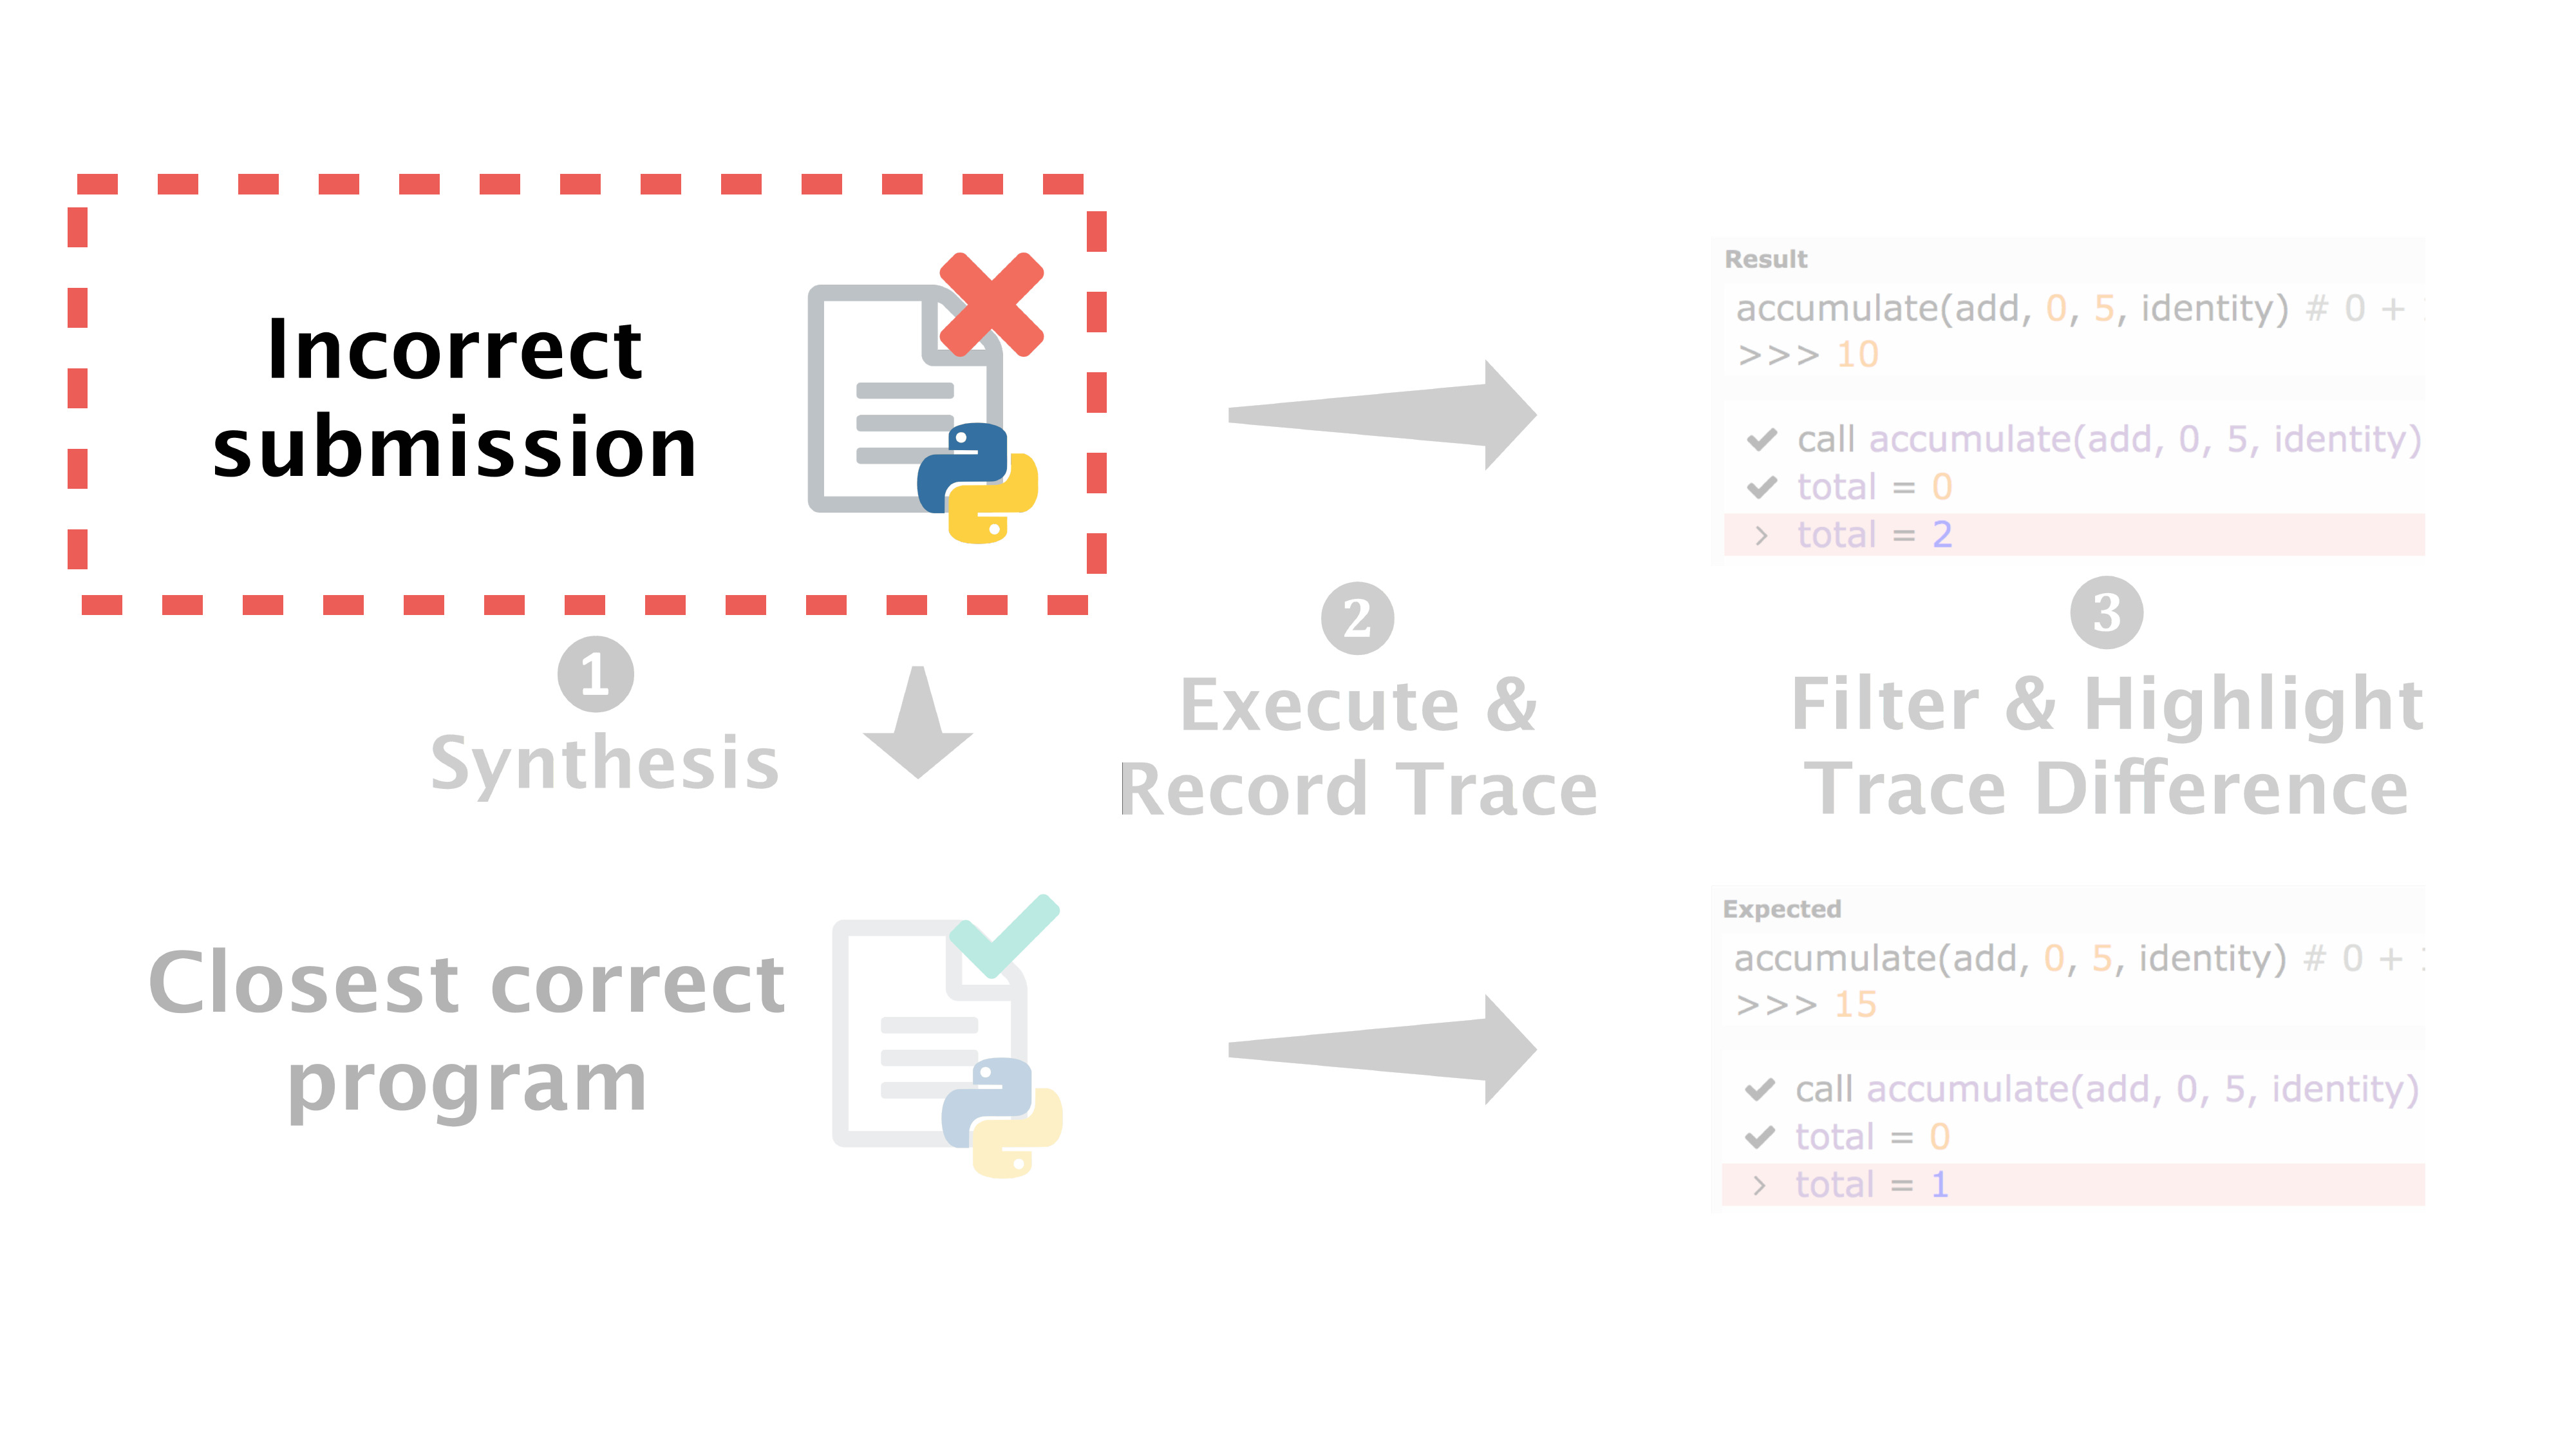 Incorrect
submission
1
Synthesis
Closest correct
program
2
Execute &
Record Trace
Result
accumulate(add, 0, 5, identity) # 0 +
>>> 10
call accumulate(add, 0, 5, identity)
total = 0
> total = 2
3
Filter & Highlight
Trace Difference
Expected
accumulate(add, 0, 5, identity) # 0 +
>>> 15
call accumulate(add, 0, 5, identity)
total = 0
> total = 1